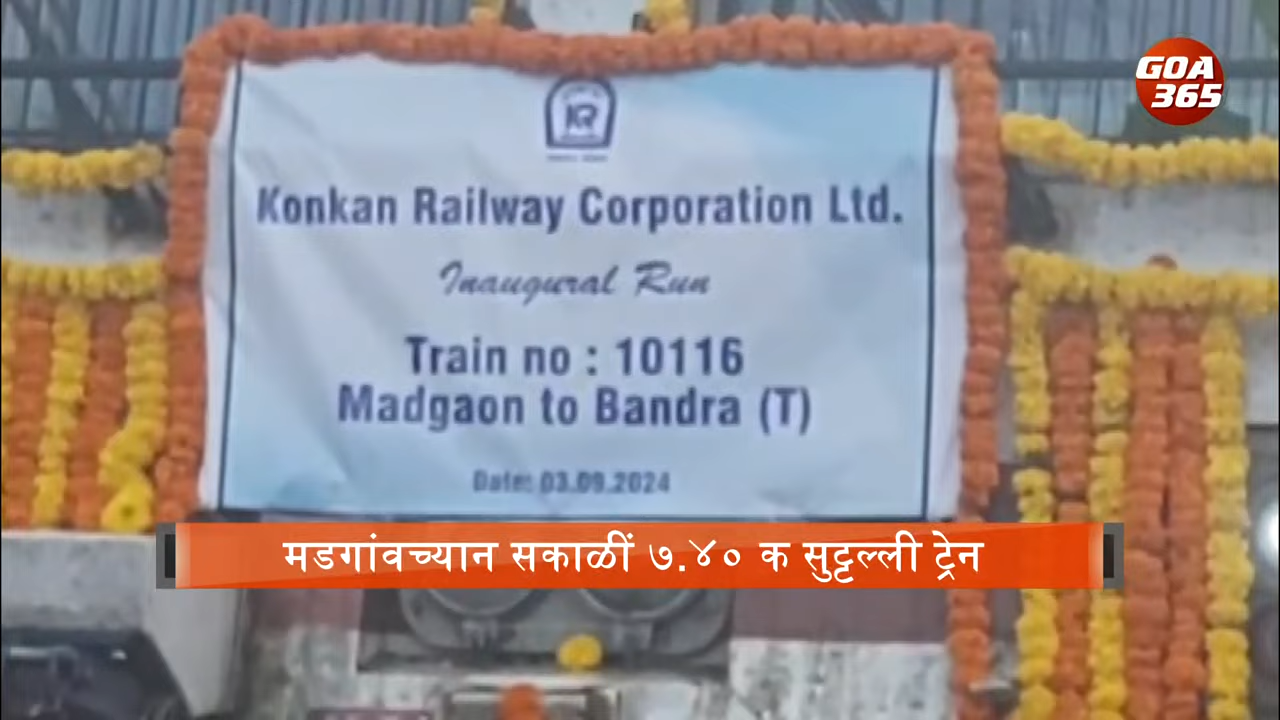 GOA
365
KR
Konkan Railway Corporation Ltd.
Inaugural Run
Train no : 10116
Madgaon to Bandra (T)
Date: 03.09.2024
मडगांवच्यान सकाळीं ७.४० क सुट्टल्ली ट्रेन